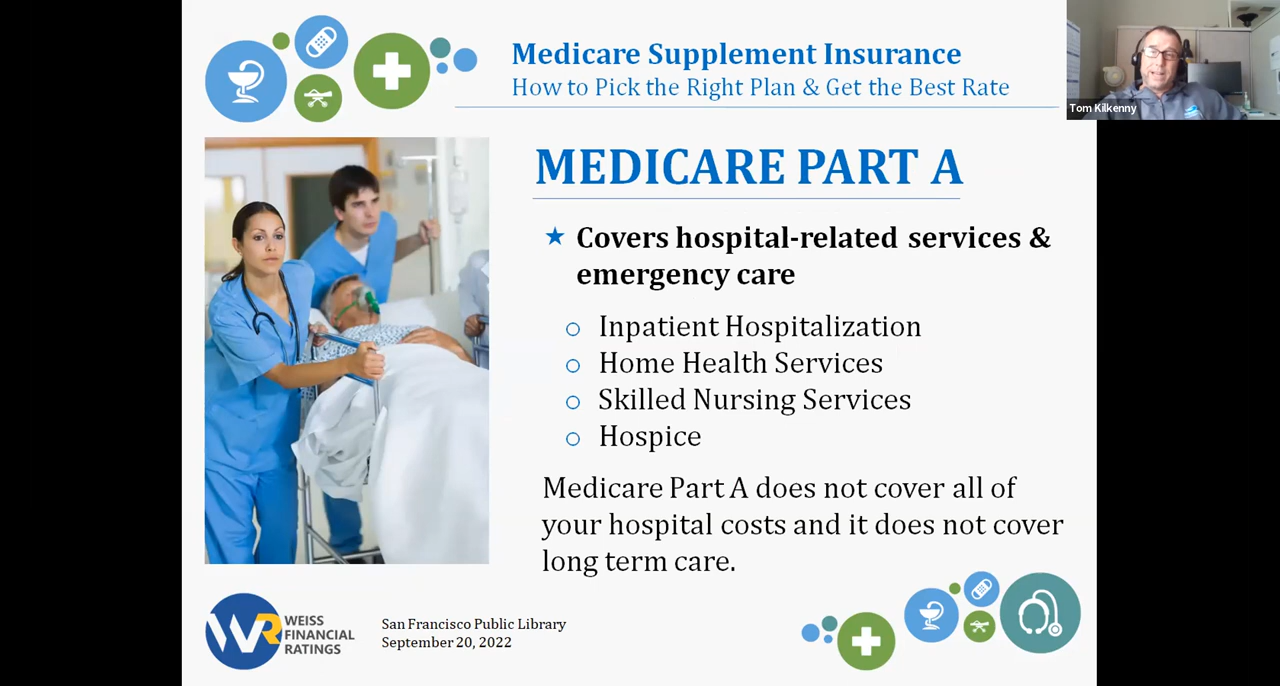 Medicare Supplement Insurance
How to Pick the Right Plan & Get the Best Rate
Tom Kilkenny
MEDICARE PART A
★ Covers hospital-related services &
emergency care
○ Inpatient Hospitalization
○ Home Health Services
○ Skilled Nursing Services
○ Hospice
Medicare Part A does not cover all of
your hospital costs and it does not cover
long term care.
WR
WEISS
FINANCIAL
RATINGS
San Francisco Public Library
September 20, 2022